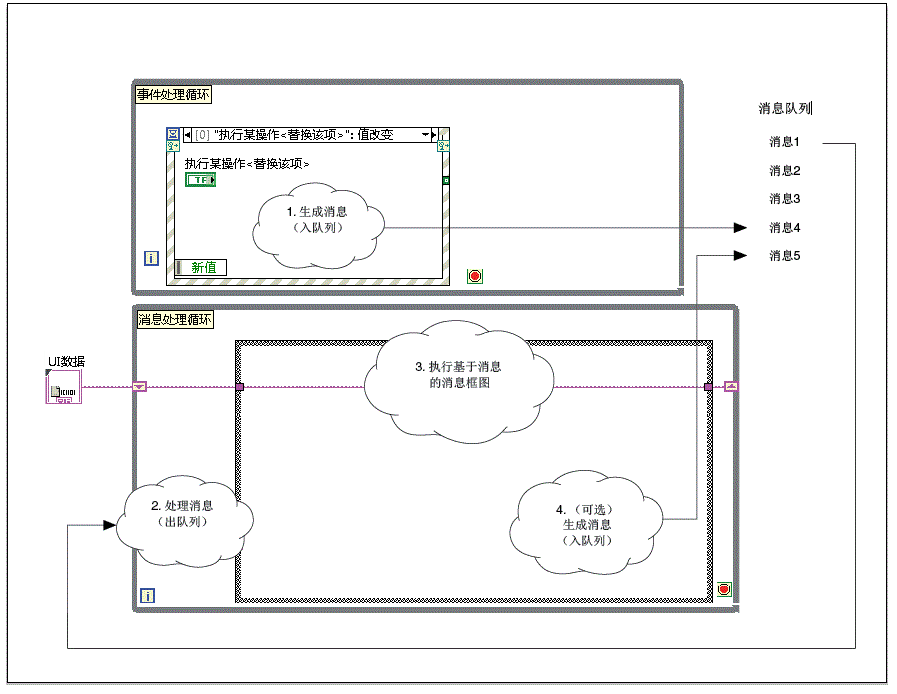 事件处理循环
[0] "执行某操作<替换该项>": 值改变
执行某操作<替换该项>
TF
1. 生成消息
（入队列）
新值
i
消息队列
消息1
消息2
消息3
消息4
消息5
消息处理循环
UI数据
3. 执行基于消息
的消息框图
2. 处理消息
（出队列）
4. （可选）
生成消息
（入队列）
i